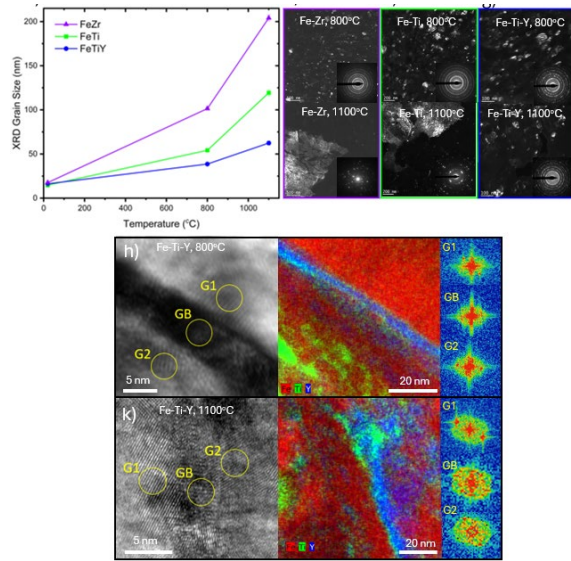 FeZr
FeTi
FeTiY
XRD Grain Size (nm)
200
150
100
50
0
0
200
400
600
800
1000
Temperature (°C)
Fe-Zr, 800°C
Fe-Ti, 800°C
Fe-Ti-Y, 800°C
Fe-Zr, 1100°C
Fe-Ti, 1100°C
Fe-Ti-Y, 1100°C
h)
Fe-Ti-Y, 800°C
G1
GB
G2
5 nm
Fe Ti Y
20 nm
G1
GB
G2
k)
Fe-Ti-Y, 1100°C
G1
G2
GB
5 nm
Fe Ti Y
20 nm
G1
GB
G2